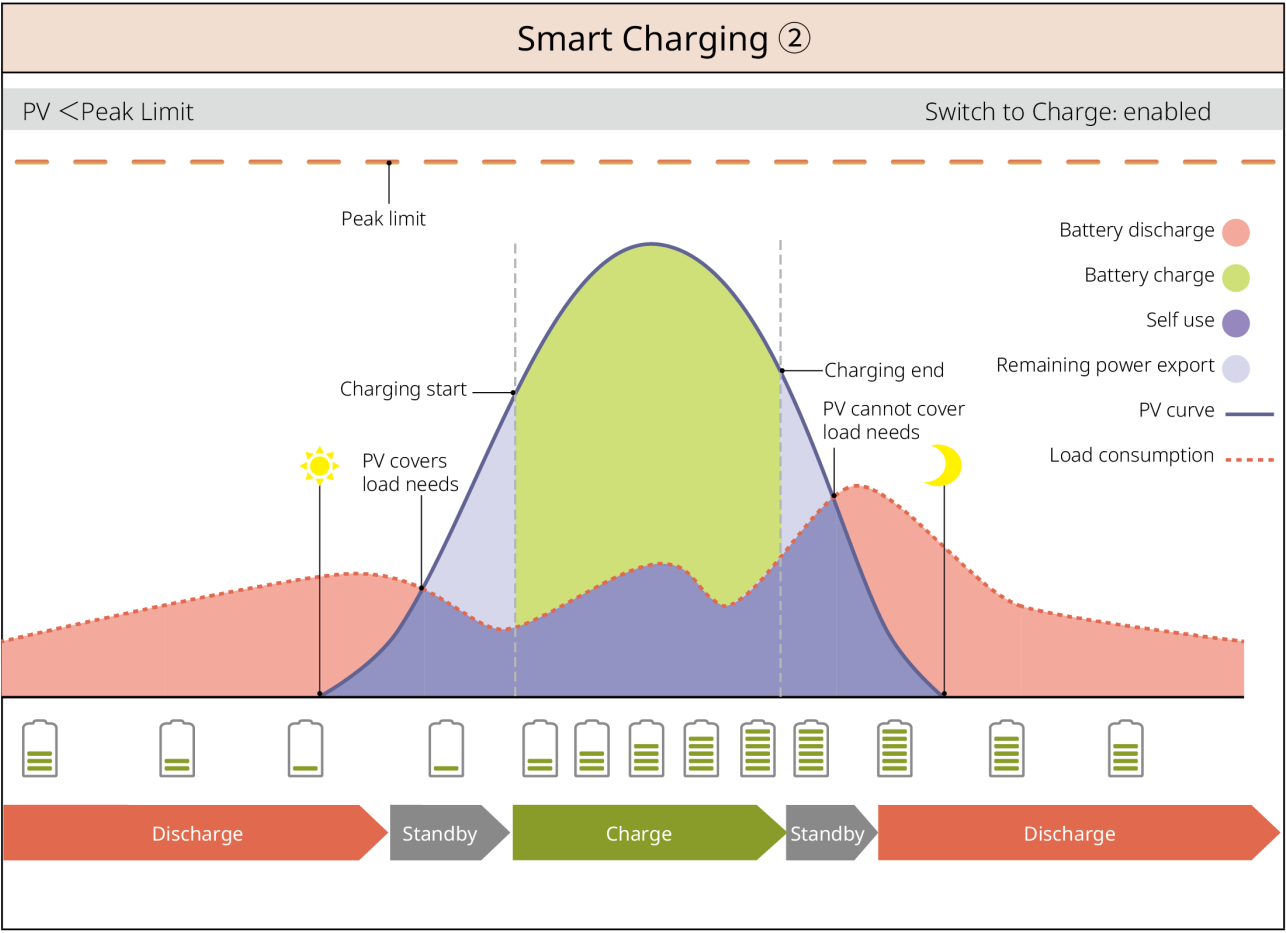 Smart Charging ②
PV <Peak Limit
Switch to Charge: enabled
Peak limit
Battery discharge
Battery charge
Self use
Remaining power export
PV curve
Load consumption
Charging start
Charging end
PV cannot cover
load needs
PV covers
load needs
Discharge
Standby
Charge
Standby
Discharge